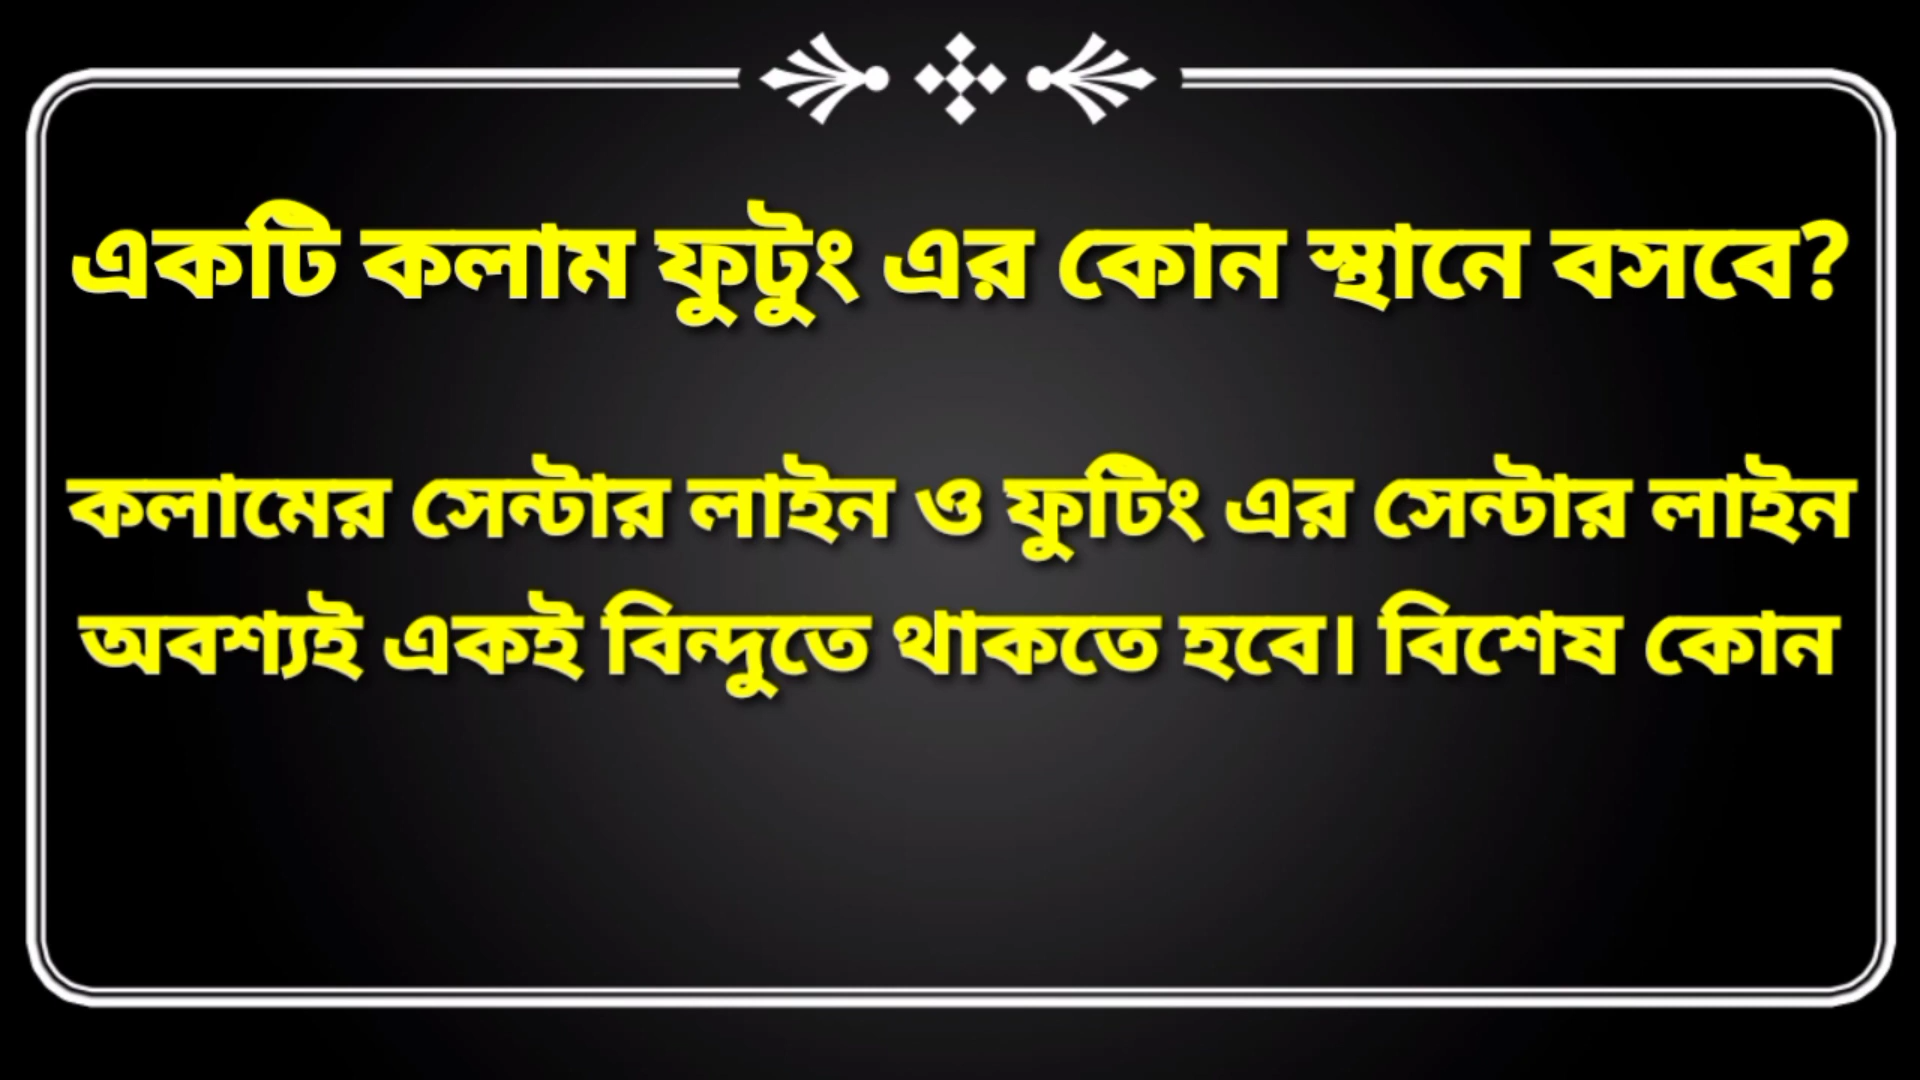 একটি কলাম ফুটুং এর কোন স্থানে বসবে?
কলামের সেন্টার লাইন ও ফুটিং এর সেন্টার লাইন
অবশ্যই একই বিন্দুতে থাকতে হবে। বিশেষ কোন